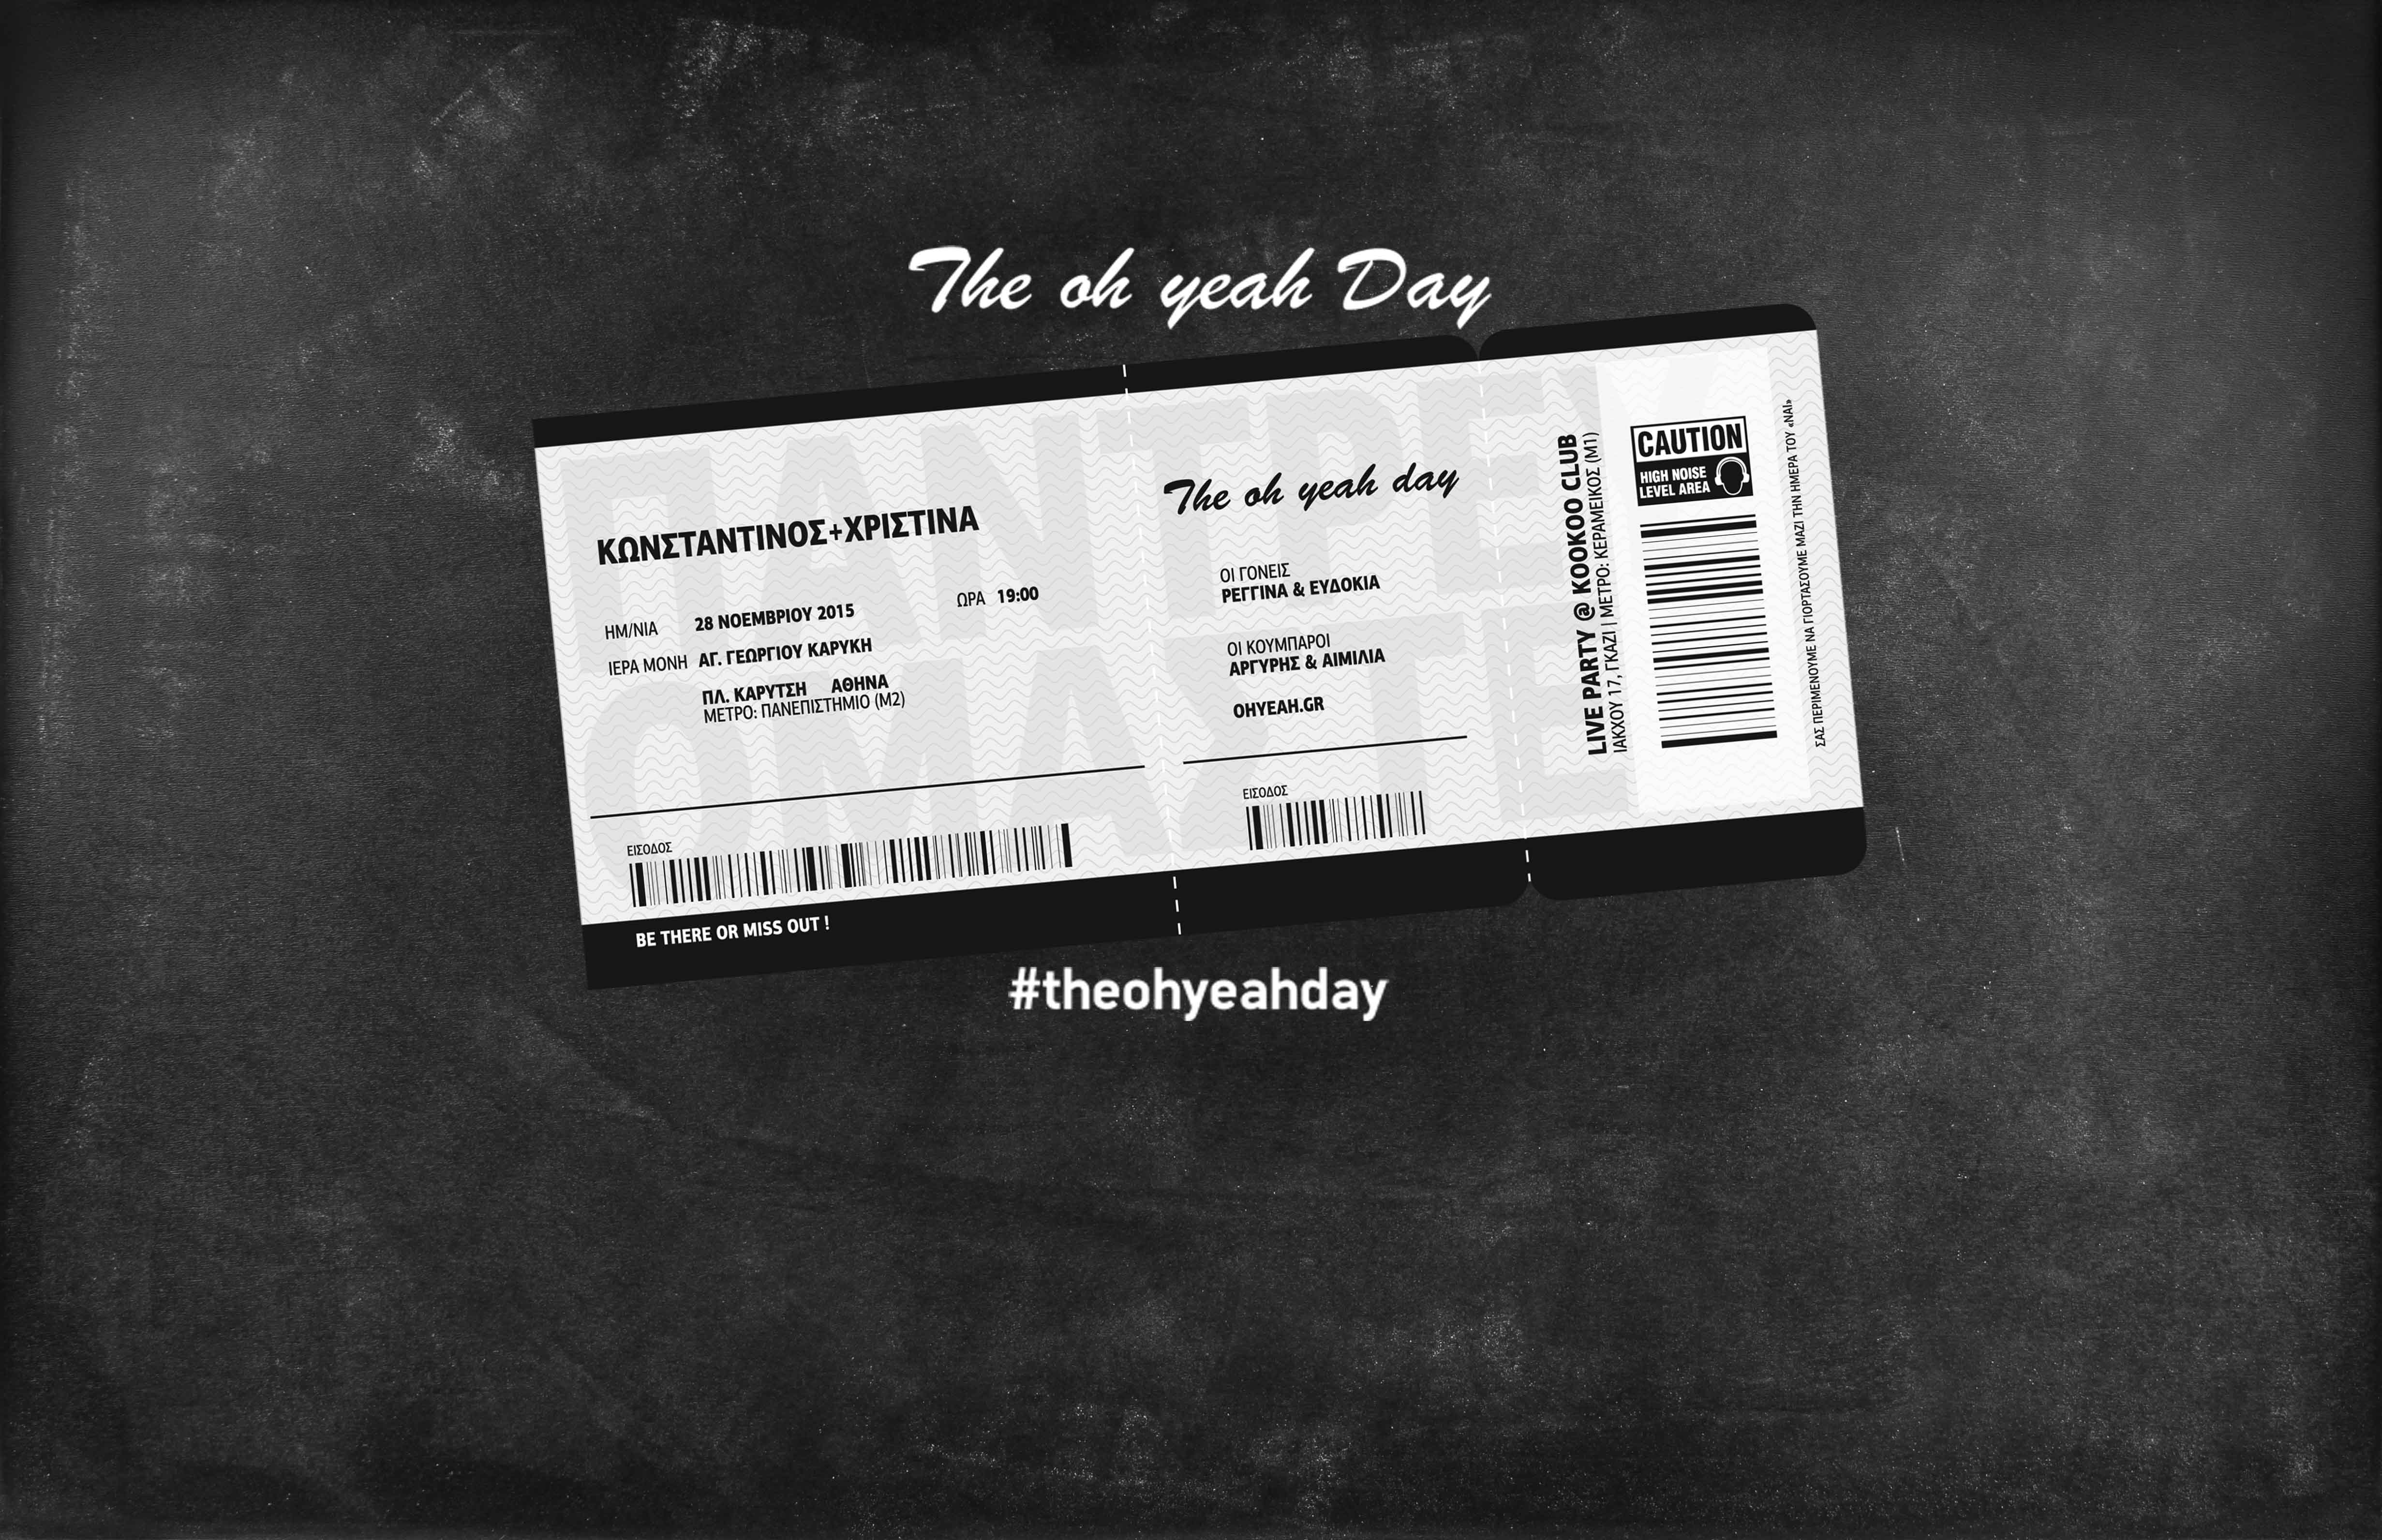 The oh yeah Day
ΠΑΝΤΡΕΥ
ΟΜΑΣΤΕ
ΚΩΝΣΤΑΝΤΙΝΟΣ+ΧΡΙΣΤΙΝΑ
ΗΜ/ΝΙΑ 28 ΝΟΕΜΒΡΙΟΥ 2015 ΩΡΑ 19:00
ΙΕΡΑ ΜΟΝΗ ΑΓ. ΓΕΩΡΓΙΟΥ ΚΑΡΥΚΗ
ΠΛ. ΚΑΡΥΤΣΗ ΑΘΗΝΑ
ΜΕΤΡΟ: ΠΑΝΕΠΙΣΤΗΜΙΟ (Μ2)
ΕΙΣΟΔΟΣ
BE THERE OR MISS OUT !
The oh yeah day
ΟΙ ΓΟΝΕΙΣ
ΡΕΓΓΙΝΑ & ΕΥΔΟΚΙΑ
ΟΙ ΚΟΥΜΠΑΡΟΙ
ΑΡΓΥΡΗΣ & ΑΙΜΙΛΙΑ
OHYEAH.GR
ΕΙΣΟΔΟΣ
LIVE PARTY @ KOOKOO CLUB
ΙΑΚΧΟΥ 17, ΓΚΑΖΙ | ΜΕΤΡΟ: ΚΕΡΑΜΕΙΚΟΣ (Μ1)
CAUTION
HIGH NOISE
LEVEL AREA
ΣΑΣ ΠΕΡΙΜΕΝΟΥΜΕ ΝΑ ΓΙΟΡΤΑΣΟΥΜΕ ΜΑΖΙ ΤΗΝ ΗΜΕΡΑ ΤΟΥ «ΝΑΙ»
#theohyeahday